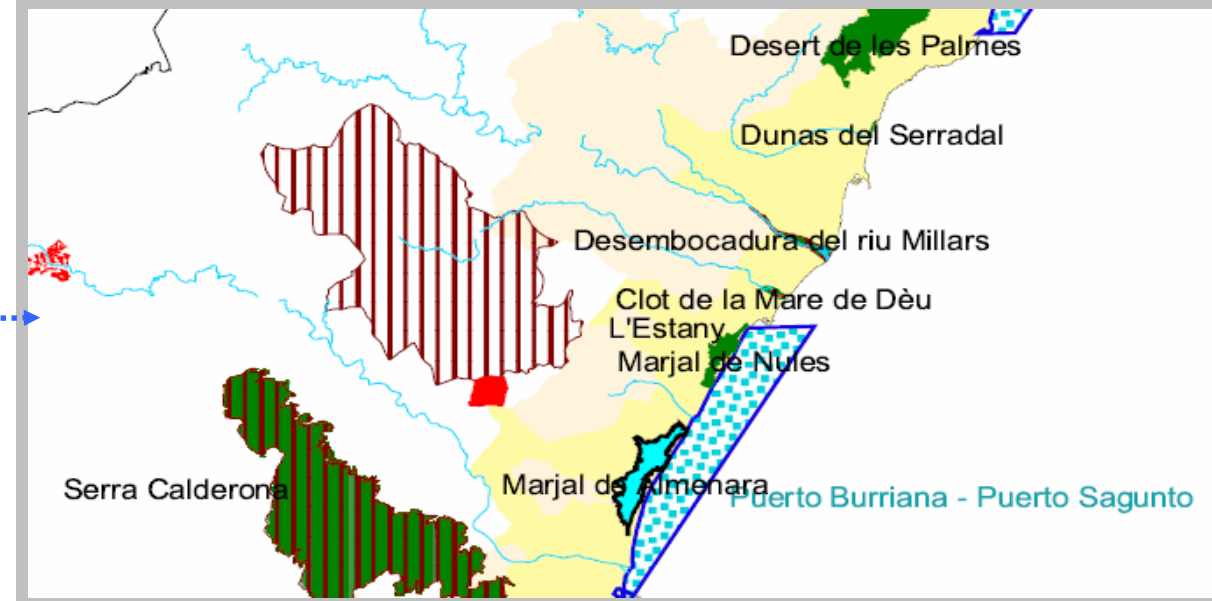 Desert de les Palmes
Dunas del Serradal
Desembocadura del riu Millars
Clot de la Mare de Dèu
L'Estany
Marjal de Nules
Serra Calderona
Marjal de Almenara
Puerto Burriana - Puerto Sagunto